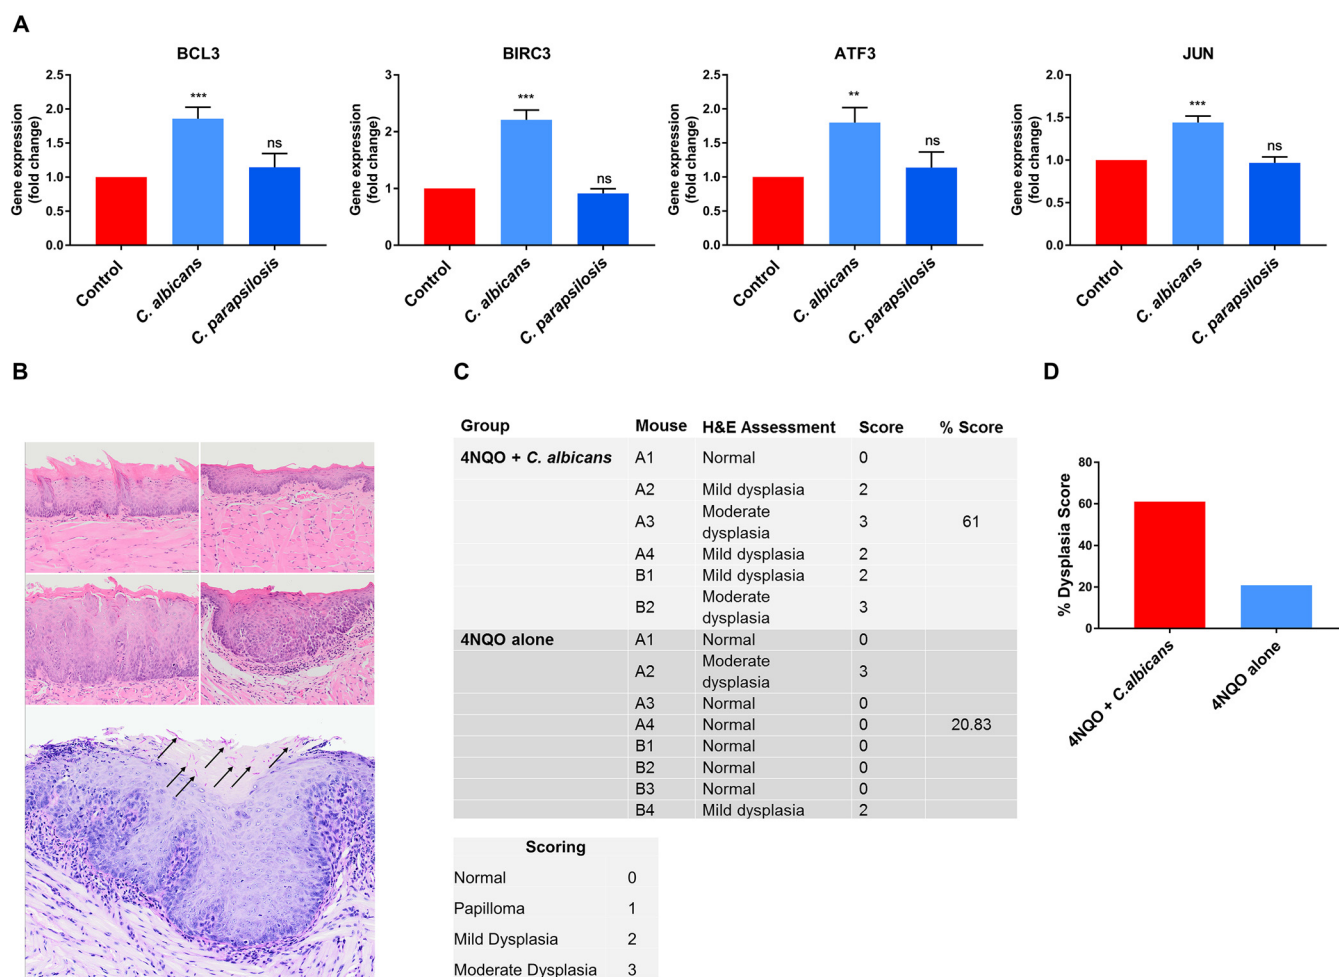 A
BCL3
Gene expression
(fold change)
2.5
2.0
1.5
1.0
0.5
0.0
***
ns
Control
C. albicans
C. parapsilosis
BIRC3
Gene expression
(fold change)
3
2
1
0
***
ns
Control
C. albicans
C. parapsilosis
ATF3
Gene expression
(fold change)
2.5
2.0
1.5
1.0
0.5
0.0
**
ns
Control
C. albicans
C. parapsilosis
JUN
Gene expression
(fold change)
2.0
1.5
1.0
0.5
0.0
***
ns
Control
C. albicans
C. parapsilosis
B
C
Group Mouse H&E Assessment Score % Score
4NQO + C. albicans A1 Normal 0
A2 Mild dysplasia 2
A3 Moderate dysplasia 3 61
A4 Mild dysplasia 2
B1 Mild dysplasia 2
B2 Moderate dysplasia 3
4NQO alone A1 Normal 0
A2 Moderate dysplasia 3
A3 Normal 0
A4 Normal 0 20.83
B1 Normal 0
B2 Normal 0
B3 Normal 0
B4 Mild dysplasia 2
Scoring
Normal 0
Papilloma 1
Mild Dysplasia 2
Moderate Dysplasia 3
D
% Dysplasia Score
80
60
40
20
0
4NQO + C.albicans
4NQO alone